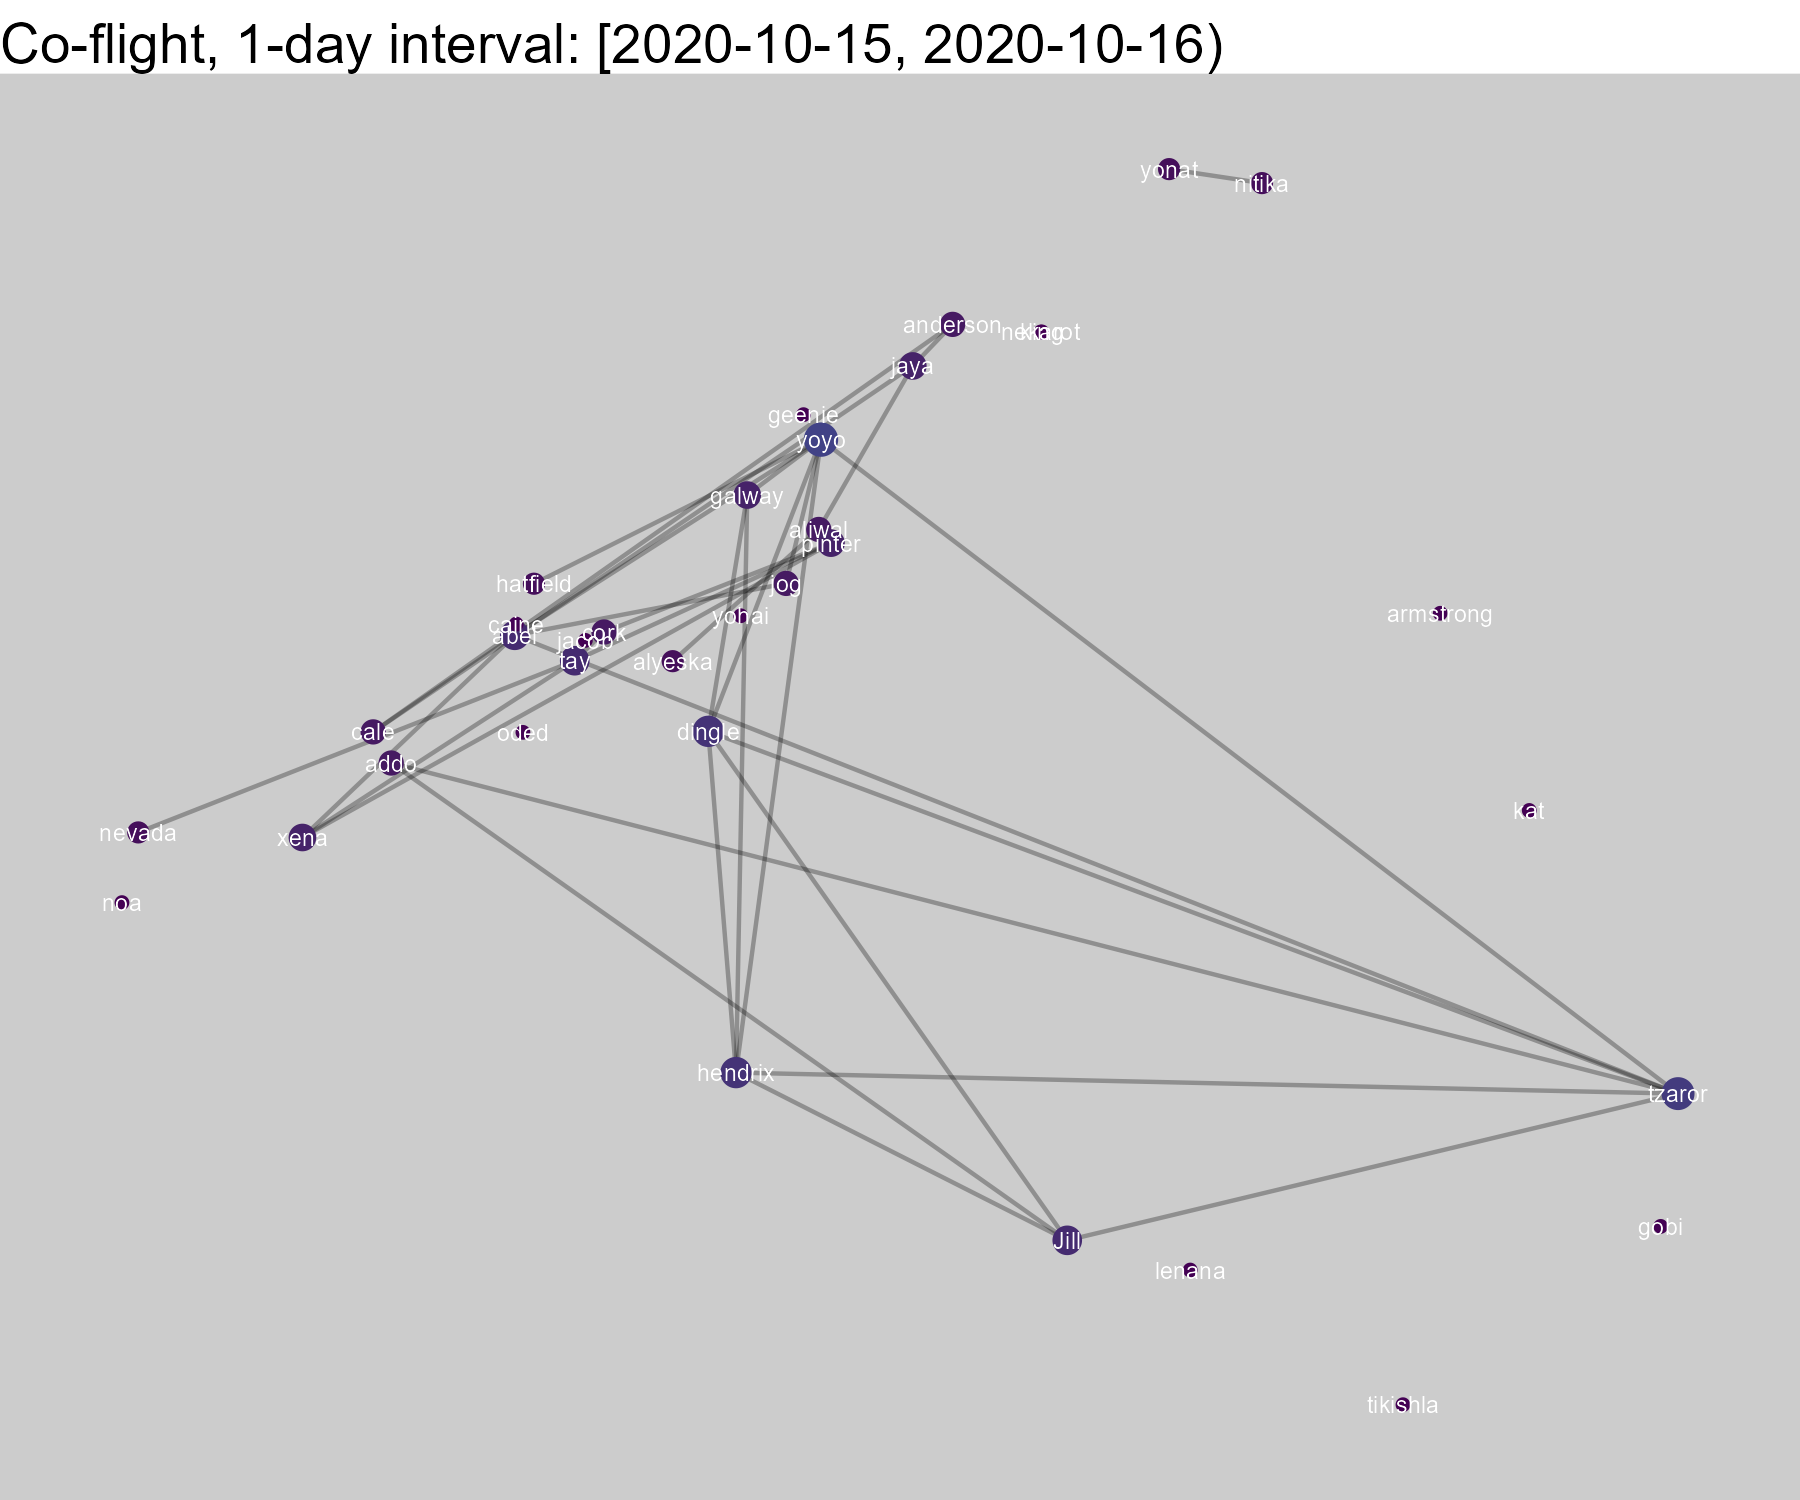 Co-flight, 1-day interval: [2020-10-15, 2020-10-16)
yonat
nitika
anderson
jaya
geenie
yoyo
galway
aliwal
pinter
hatfield
jog
armstrong
yohai
caine
abel
cork
jacob
tay
alyeska
cale
oded
dingle
addo
kat
nevada
xena
noa
hendrix
tzaror
Jill
gobi
lenana
tikishla